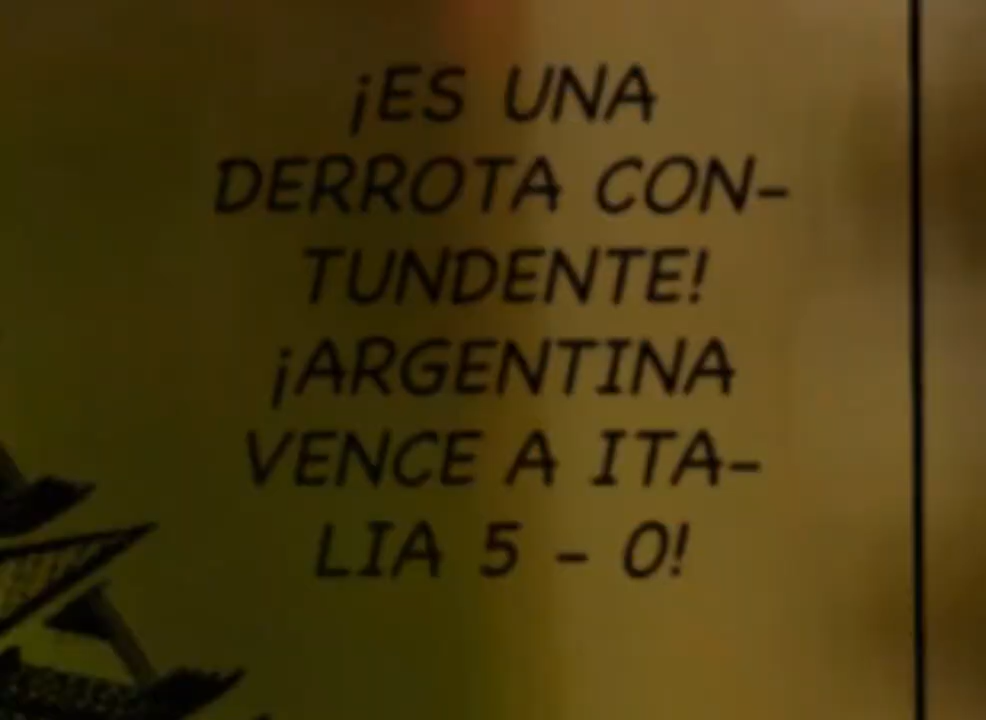 ¡ES UNA
DERROTA CON-
TUNDENTE!
¡ARGENTINA
VENCE A ITA-
LIA 5 - 0!